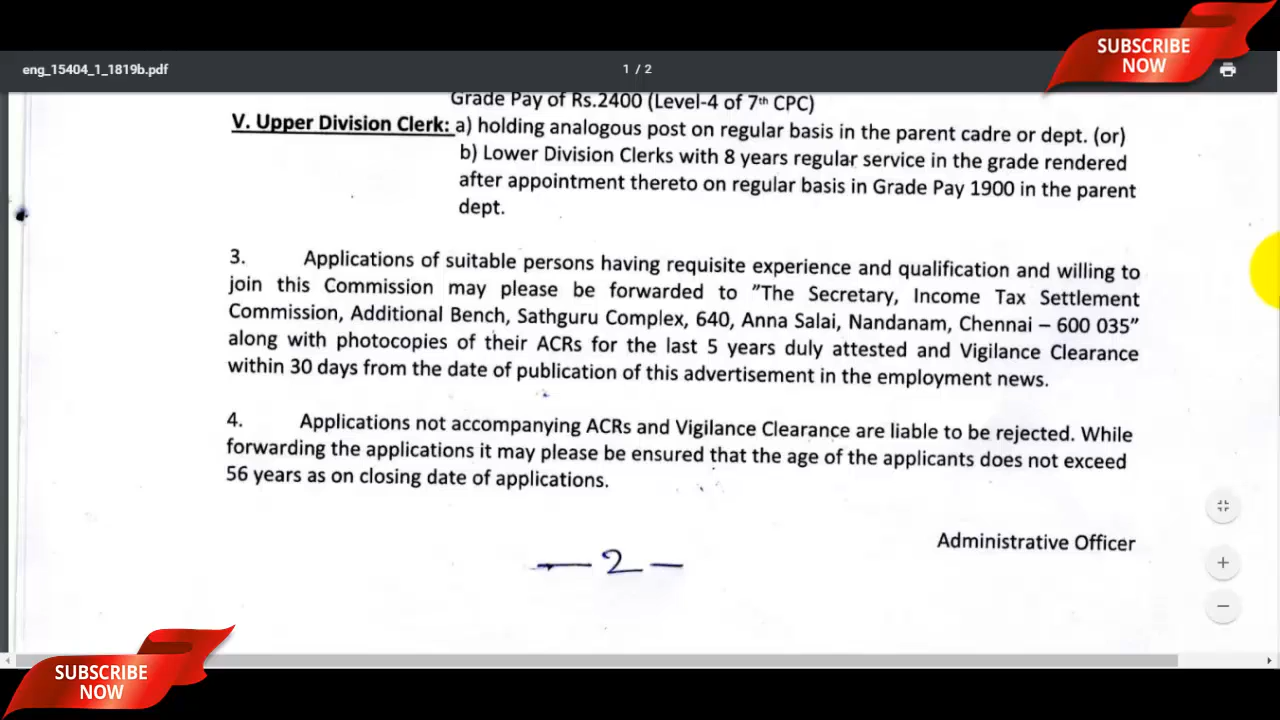 SUBSCRIBE
NOW
eng_15404_1_1819b.pdf
1 / 2
Grade Pay of Rs.2400 (Level-4 of 7th CPC)
V. Upper Division Clerk: a) holding analogous post on regular basis in the parent cadre or dept. (or)
b) Lower Division Clerks with 8 years regular service in the grade rendered
after appointment thereto on regular basis in Grade Pay 1900 in the parent
dept.
3. Applications of suitable persons having requisite experience and qualification and willing to
join this Commission may please be forwarded to "The Secretary, Income Tax Settlement
Commission, Additional Bench, Sathguru Complex, 640, Anna Salai, Nandanam, Chennai – 600 035"
along with photocopies of their ACRs for the last 5 years duly attested and Vigilance Clearance
within 30 days from the date of publication of this advertisement in the employment news.
4. Applications not accompanying ACRs and Vigilance Clearance are liable to be rejected. While
forwarding the applications it may please be ensured that the age of the applicants does not exceed
56 years as on closing date of applications.
Administrative Officer
— 2 —
SUBSCRIBE
NOW